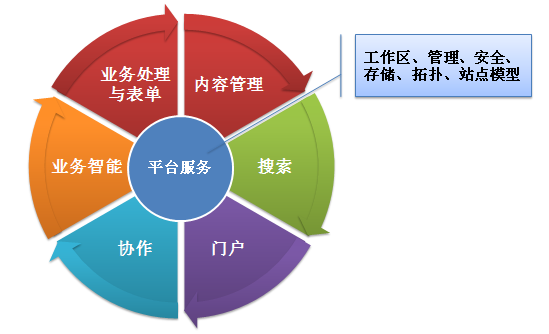 业务处理
与表单
内容管理
工作区、管理、安全、
存储、拓扑、站点模型
业务智能
平台服务
搜索
协作
门户